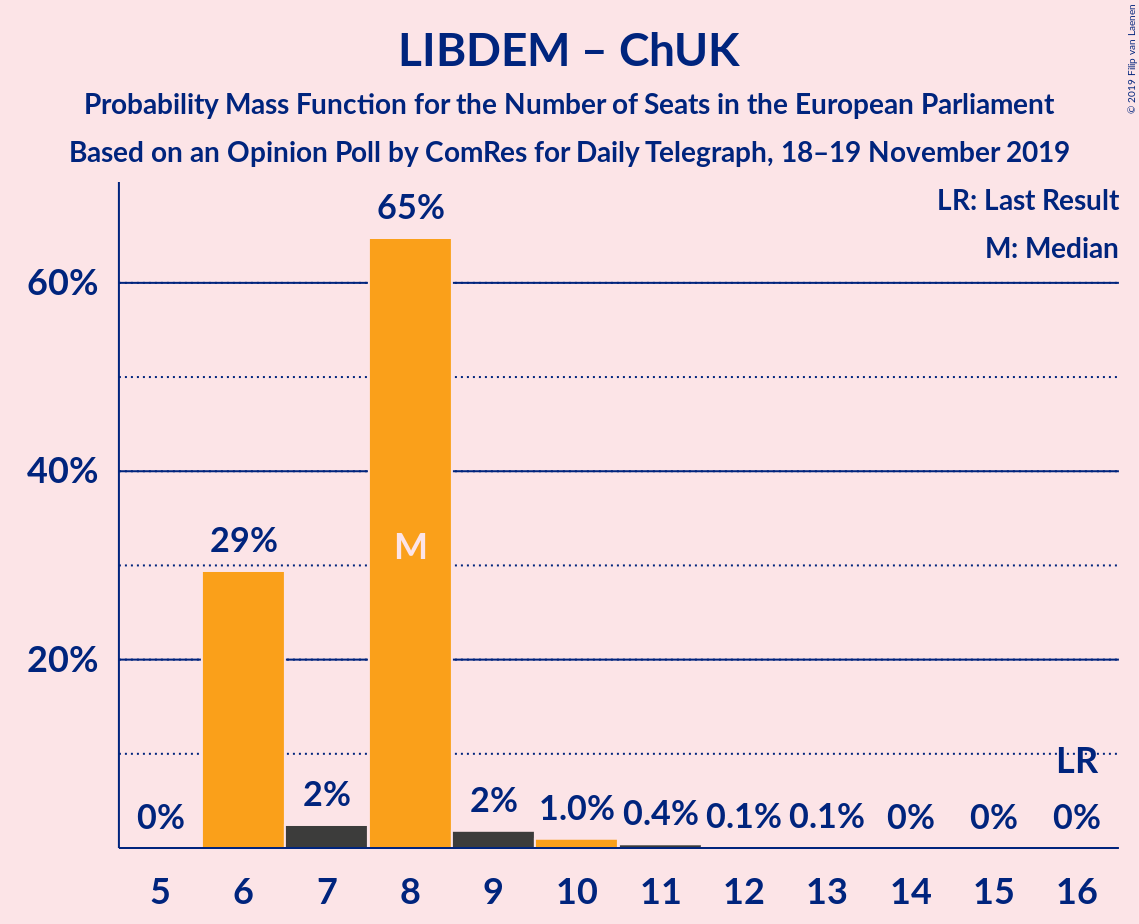 LIBDEM – ChUK
Probability Mass Function for the Number of Seats in the European Parliament
Based on an Opinion Poll by ComRes for Daily Telegraph, 18–19 November 2019
© 2019 Filip van Laenen
LR: Last Result
M: Median
60%
40%
20%
0%
29%
2%
65%
M
2%
1.0%
0.4%
0.1%
0.1%
0%
0%
LR
0%
5 6 7 8 9 10 11 12 13 14 15 16